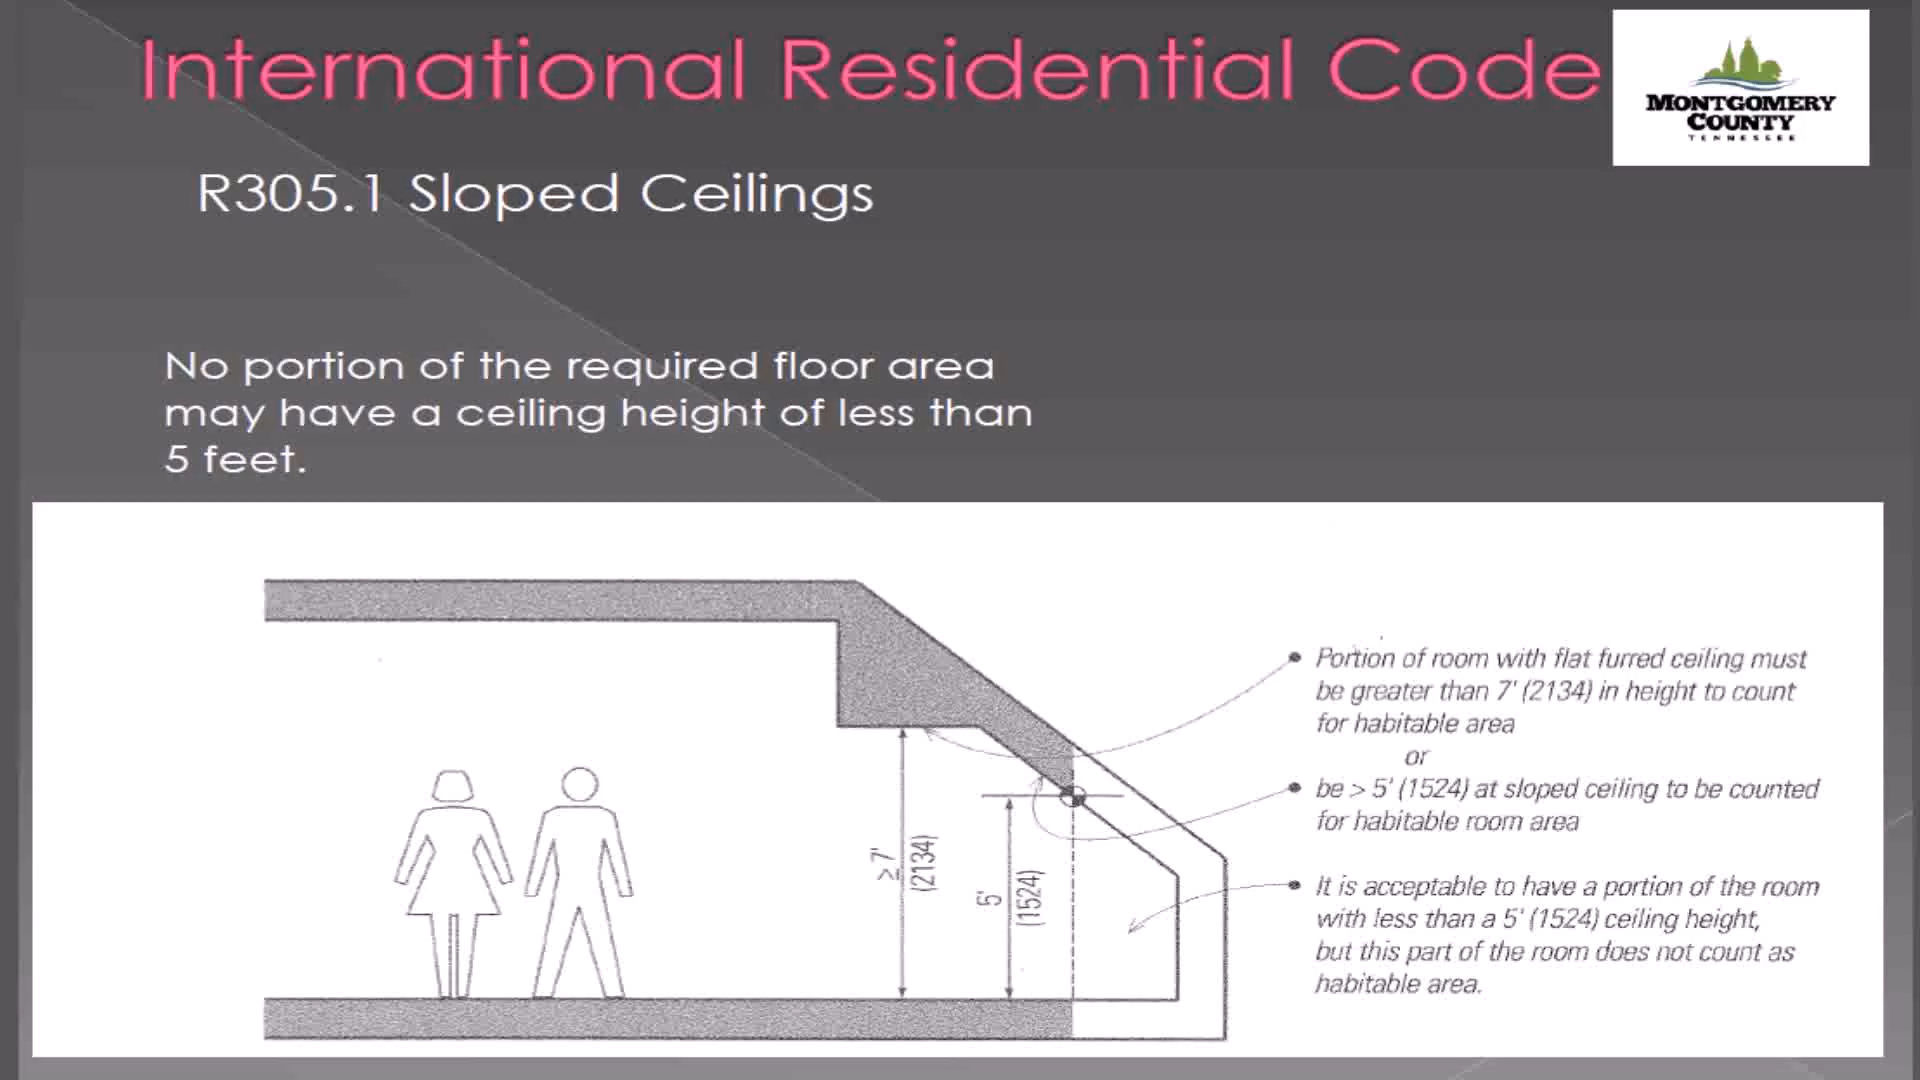 International Residential Code
MONTGOMERY
COUNTY
TENNESSEE
R305.1 Sloped Ceilings
No portion of the required floor area
may have a ceiling height of less than
5 feet.
≥7'
(2134)
5'
(1524)
Portion of room with flat furred ceiling must
be greater than 7' (2134) in height to count
for habitable area
or
be > 5' (1524) at sloped ceiling to be counted
for habitable room area
It is acceptable to have a portion of the room
with less than a 5' (1524) ceiling height,
but this part of the room does not count as
habitable area.